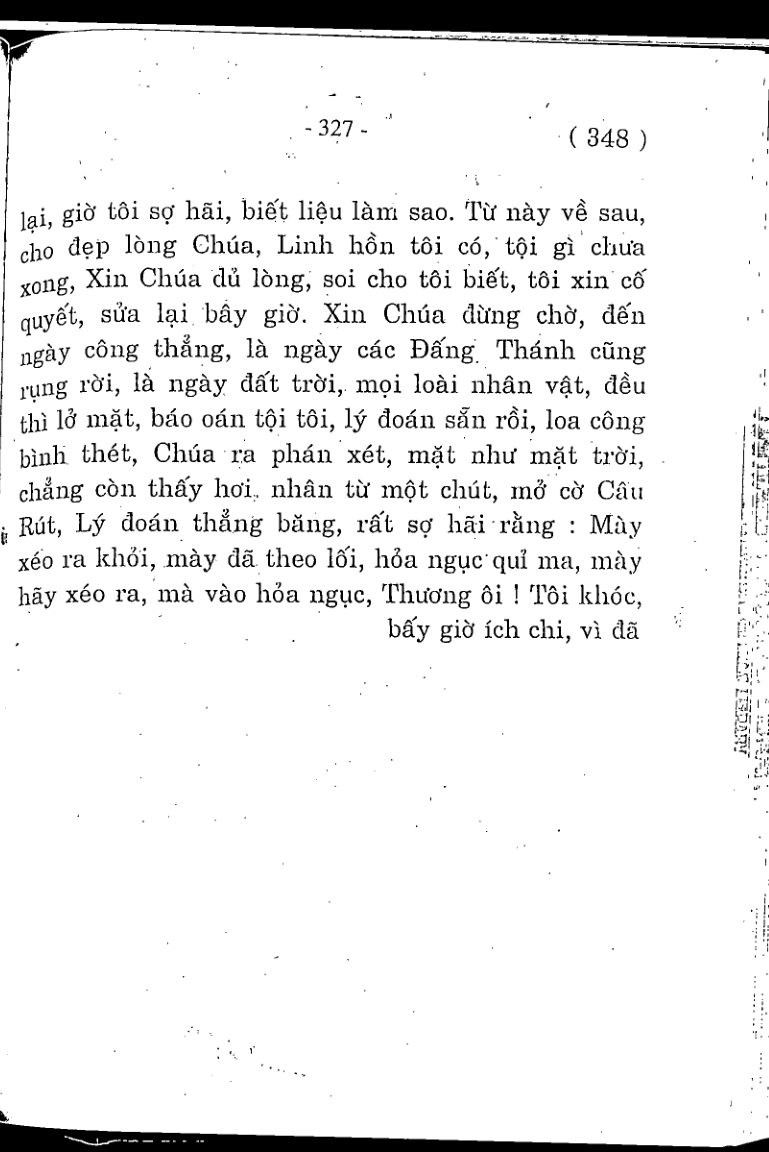 - 327 -
( 348 )
lại, giờ tôi sợ hãi, biết liệu làm sao. Từ này về sau,
cho đẹp lòng Chúa, Linh hồn tôi có, tội gì chưa
xong, Xin Chúa dủ lòng, soi cho tôi biết, tôi xin cố
quyết, sửa lại bây giờ. Xin Chúa đừng chờ, đến
ngày công thẳng, là ngày các Đấng Thánh cũng
rụng rời, là ngày đất trời, mọi loài nhân vật, đều
thì lở mặt, báo oán tội tôi, lý đoán sẵn rồi, loa công
bình thét, Chúa ra phán xét, mặt như mặt trời,
chẳng còn thấy hơi, nhân từ một chút, mở cờ Câu
Rút, Lý đoán thẳng băng, rất sợ hãi rằng : Mày
xéo ra khỏi, mày đã theo lối, hỏa ngục quỉ ma, mày
hãy xéo ra, mà vào hỏa ngục, Thương ôi ! Tôi khóc,
bấy giờ ích chi, vì đã